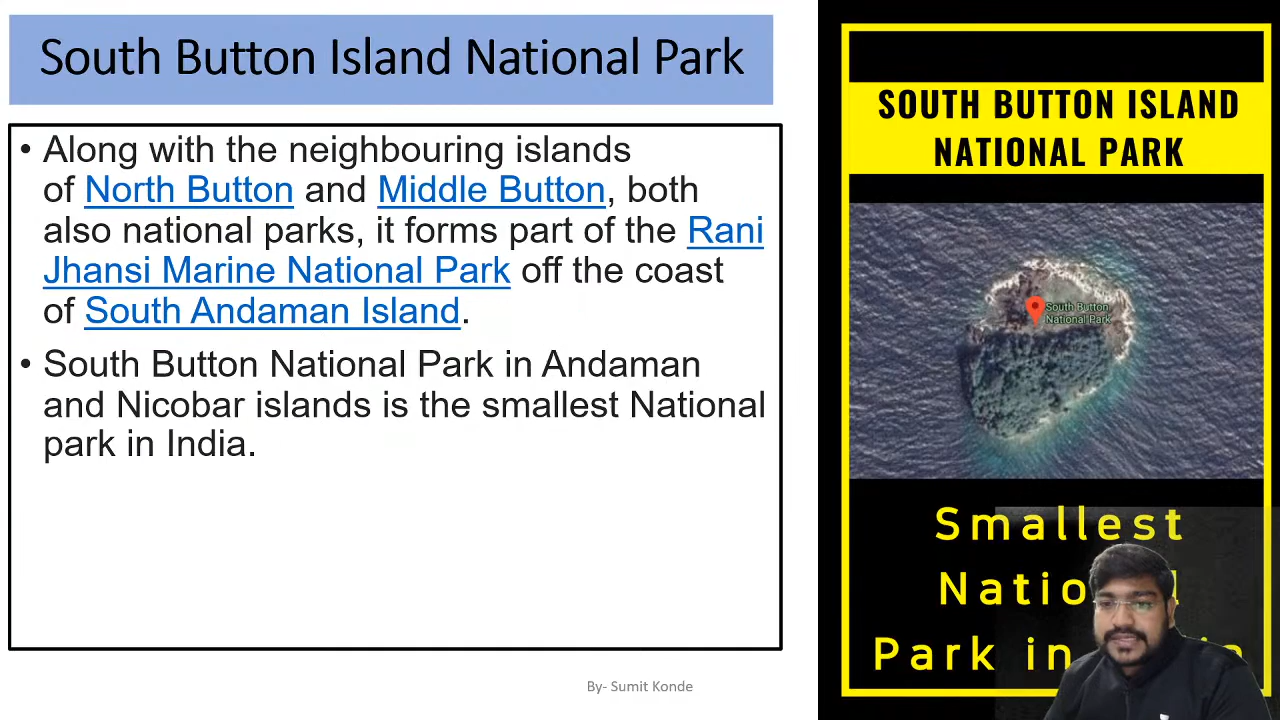 South Button Island National Park
• Along with the neighbouring islands
of North Button and Middle Button, both
also national parks, it forms part of the Rani
Jhansi Marine National Park off the coast
of South Andaman Island.
• South Button National Park in Andaman
and Nicobar islands is the smallest National
park in India.
By- Sumit Konde
SOUTH BUTTON ISLAND
NATIONAL PARK
South Button
National Park
Smallest
Park in